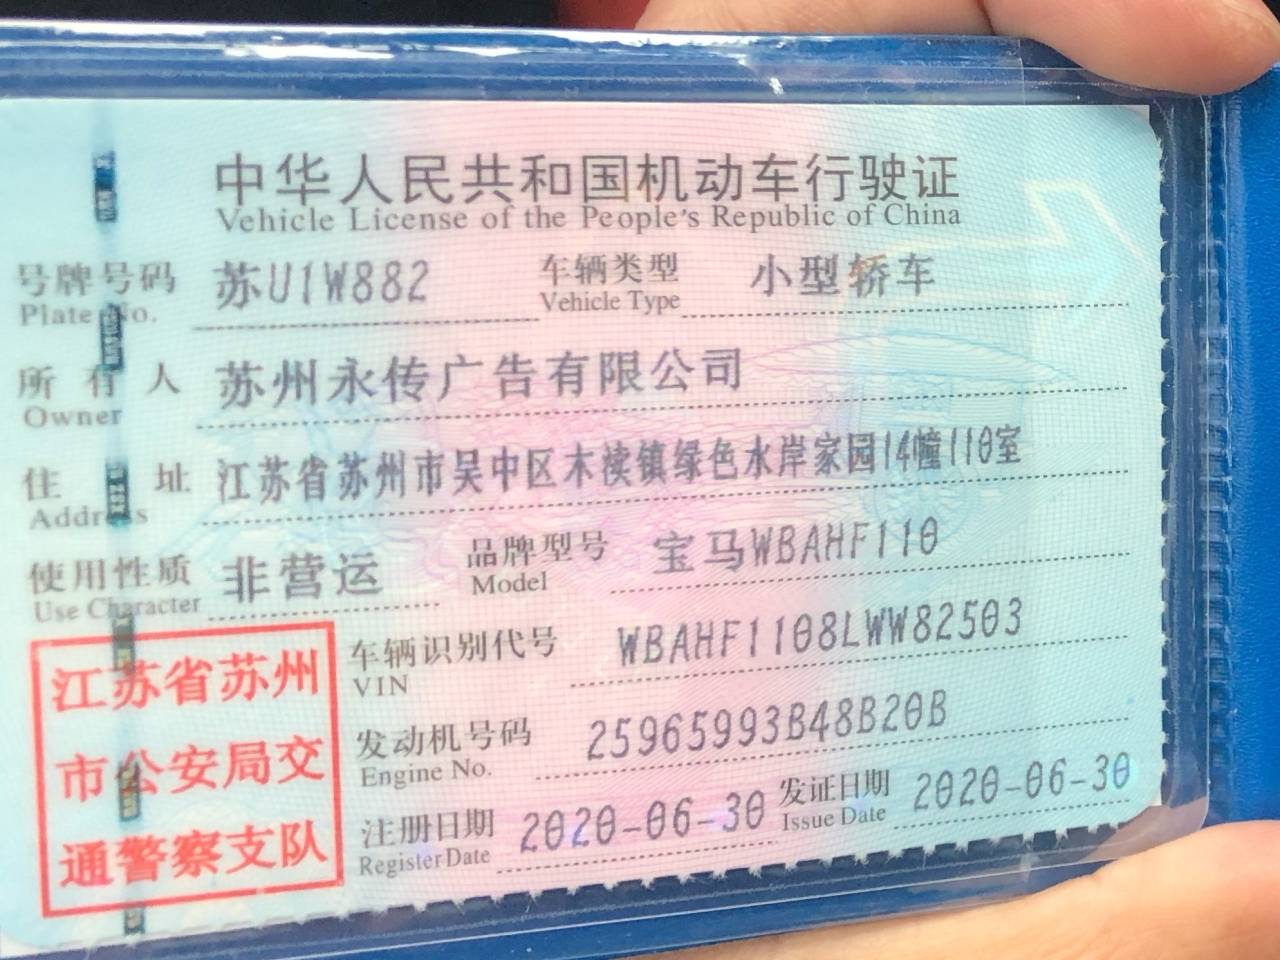 中华人民共和国机动车行驶证
Vehicle License of the People's Republic of China
号牌号码 苏U1W882 车辆类型 小型轿车
Plate No. Vehicle Type
所有人 苏州永传广告有限公司
Owner
住址 江苏省苏州市吴中区木渎镇绿色水岸家园14幢110室
Address
使用性质 非营运 品牌型号 宝马WBAHF110
Use Character Model
车辆识别代号 WBAHF1108LWW82503
VIN
发动机号码 25965993B48B20B
Engine No.
注册日期 2020-06-30 发证日期 2020-06-30
Register Date Issue Date
江苏省苏州
市公安局交
通警察支队